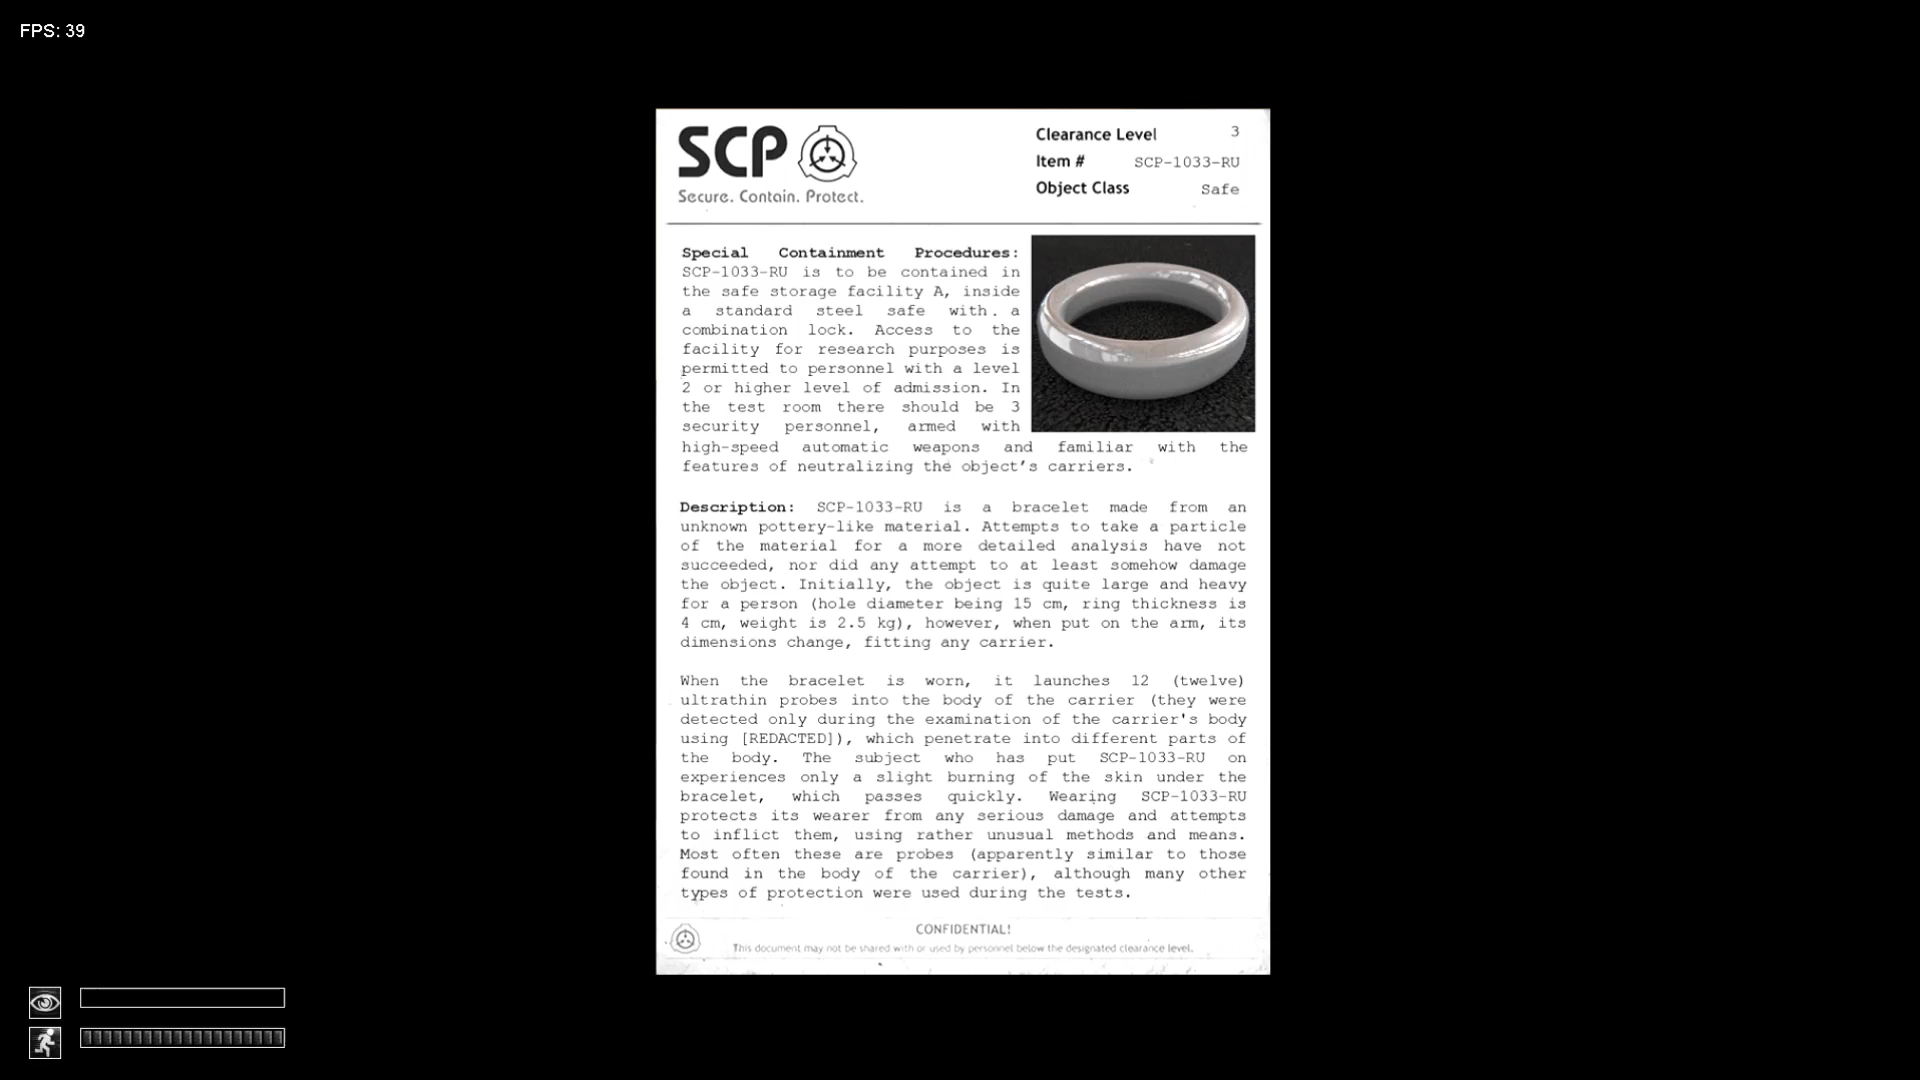 FPS: 39
SCP
Secure. Contain. Protect.
Clearance Level 3
Item # SCP-1033-RU
Object Class Safe
Special Containment Procedures:
SCP-1033-RU is to be contained in
the safe storage facility A, inside
a standard steel safe with. a
combination lock. Access to the
facility for research purposes is
permitted to personnel with a level
2 or higher level of admission. In
the test room there should be 3
security personnel, armed with
high-speed automatic weapons and familiar with the
features of neutralizing the object's carriers.
Description: SCP-1033-RU is a bracelet made from an
unknown pottery-like material. Attempts to take a particle
of the material for a more detailed analysis have not
succeeded, nor did any attempt to at least somehow damage
the object. Initially, the object is quite large and heavy
for a person (hole diameter being 15 cm, ring thickness is
4 cm, weight is 2.5 kg), however, when put on the arm, its
dimensions change, fitting any carrier.
When the bracelet is worn, it launches 12 (twelve)
ultrathin probes into the body of the carrier (they were
detected only during the examination of the carrier's body
using [REDACTED]), which penetrate into different parts of
the body. The subject who has put SCP-1033-RU on
experiences only a slight burning of the skin under the
bracelet, which passes quickly. Wearing SCP-1033-RU
protects its wearer from any serious damage and attempts
to inflict them, using rather unusual methods and means.
Most often these are probes (apparently similar to those
found in the body of the carrier), although many other
types of protection were used during the tests.
CONFIDENTIAL!
This document may not be shared with or used by personnel below the designated clearance level.